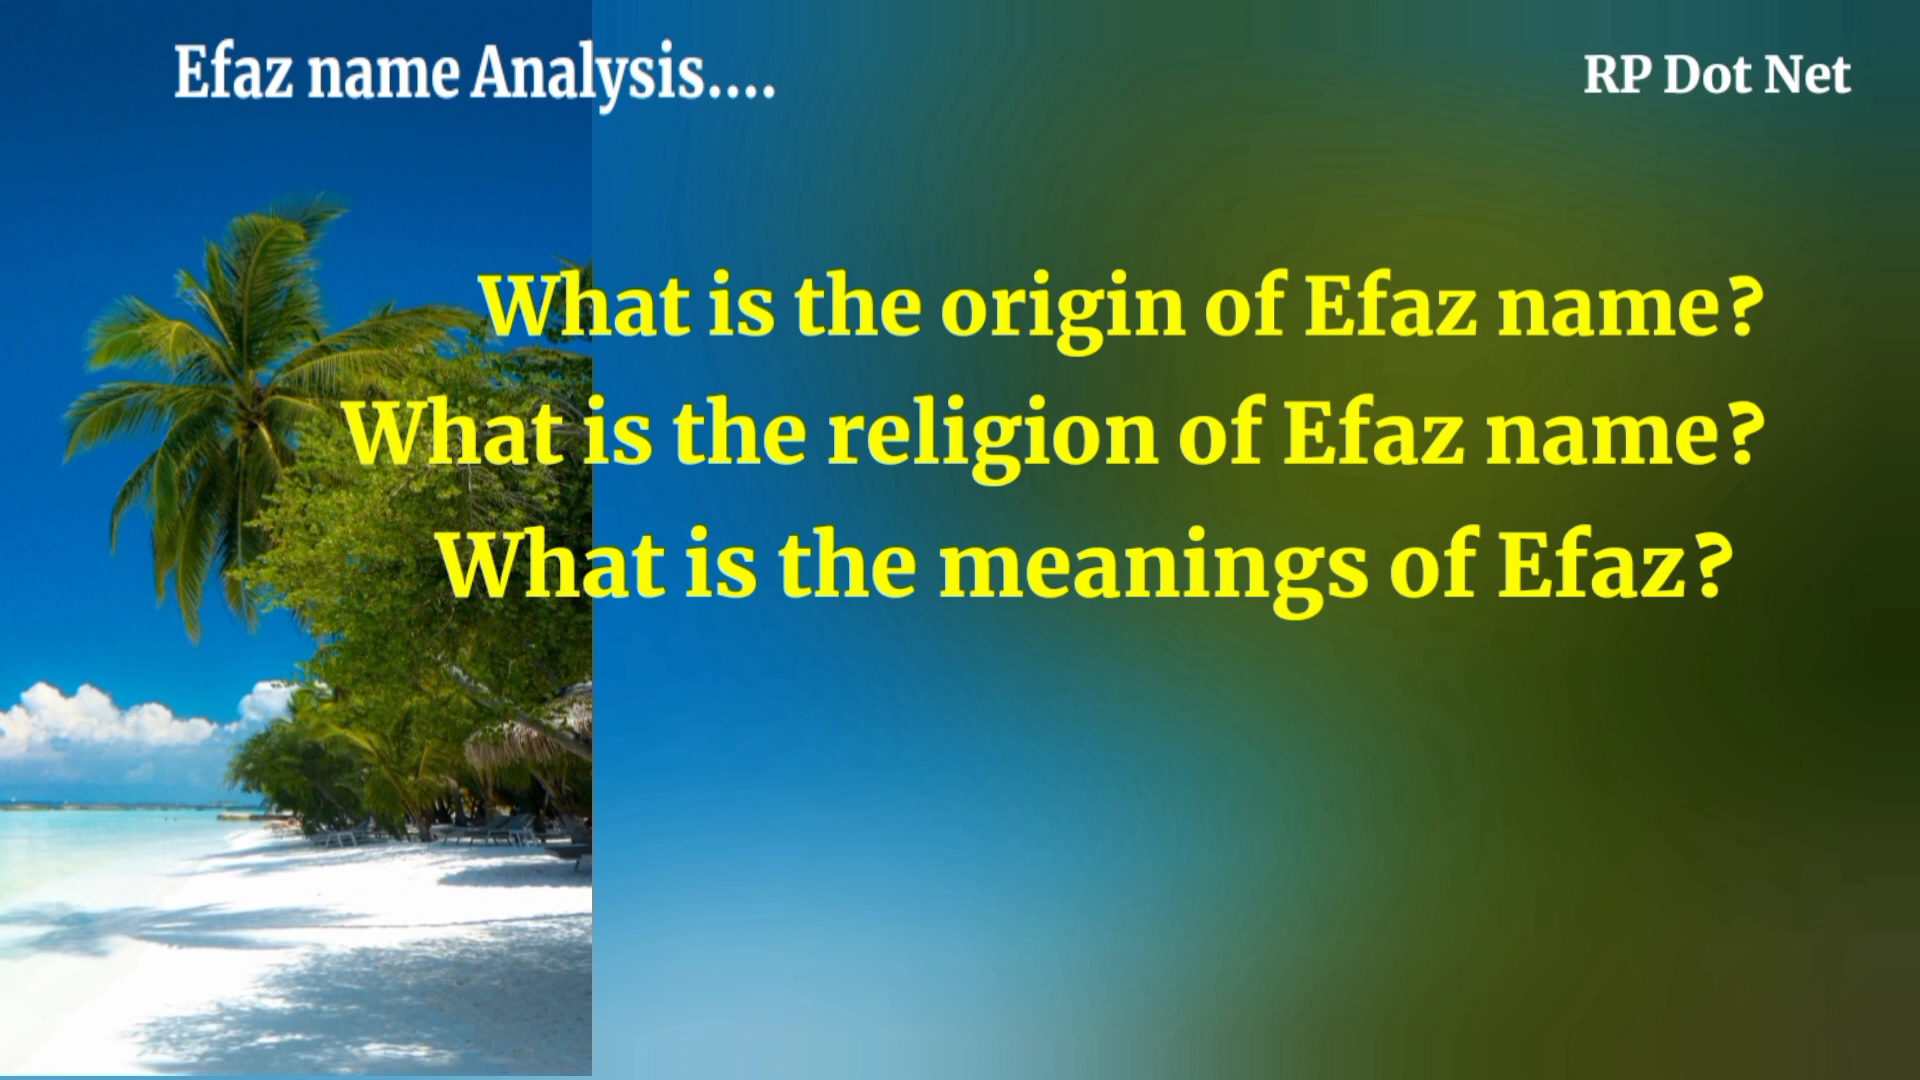 Efaz name Analysis....
RP Dot Net
What is the origin of Efaz name?
What is the religion of Efaz name?
What is the meanings of Efaz?